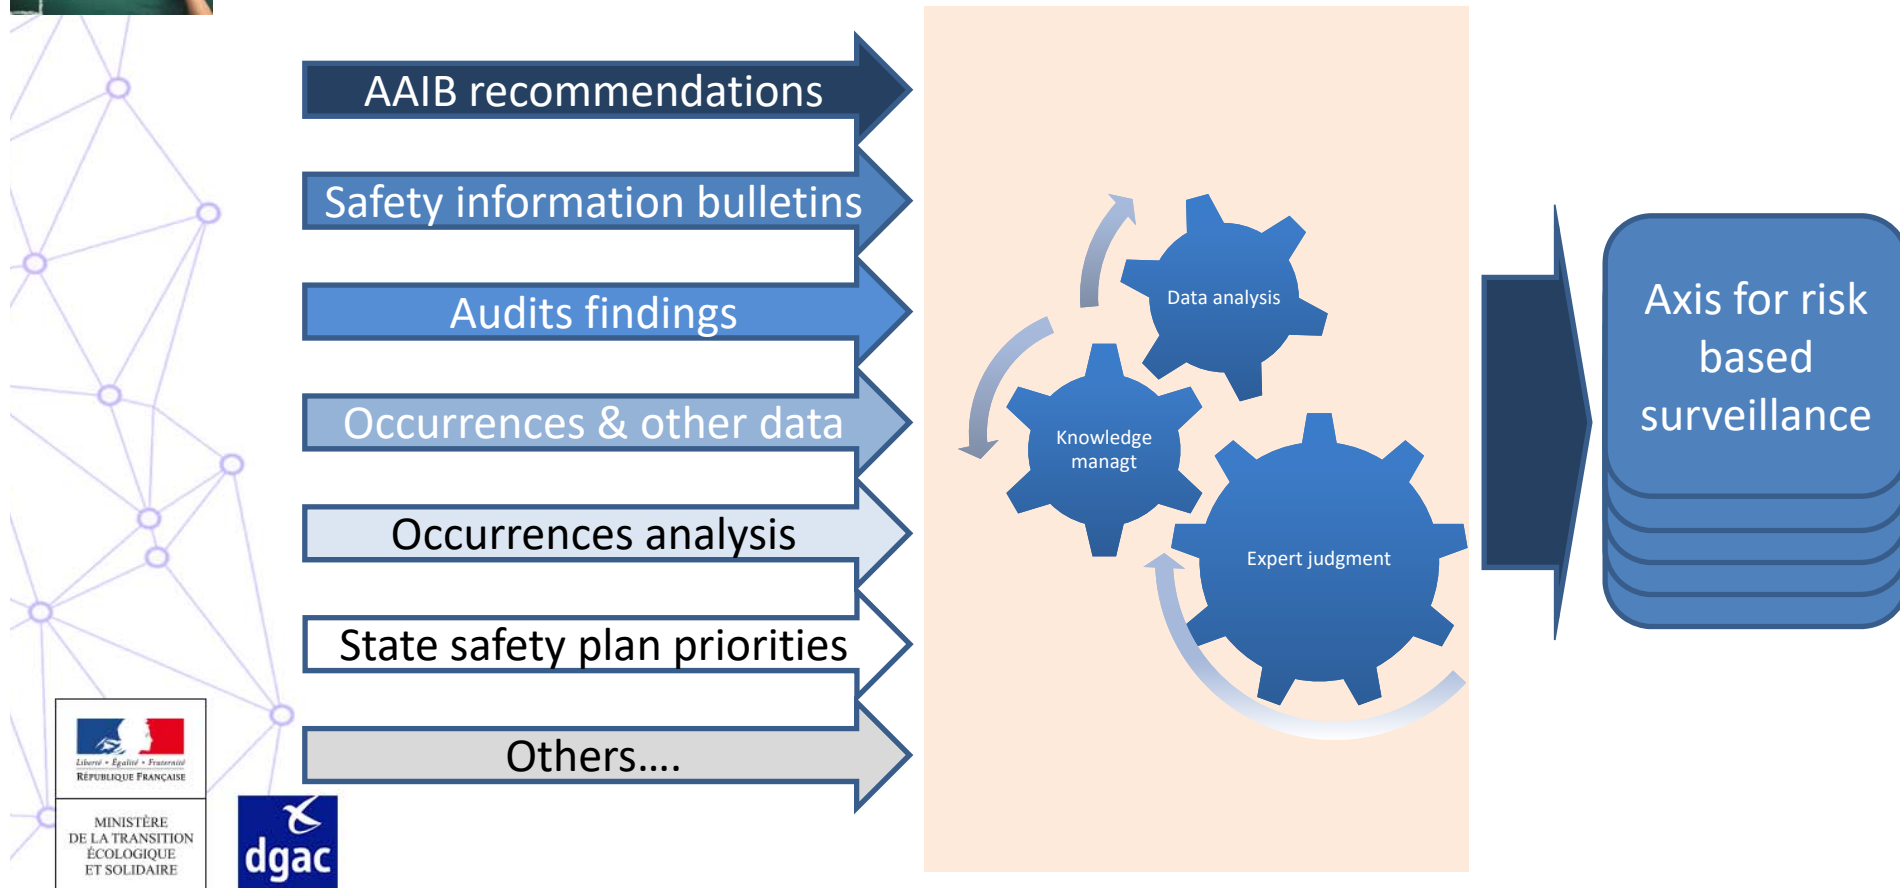 AAIB recommendations
Safety information bulletins
Audits findings
Occurrences & other data
Occurrences analysis
State safety plan priorities
Others....
Data analysis
Knowledge
managt
Expert judgment
Axis for risk
based
surveillance
Liberté • Égalité • Fraternité
RÉPUBLIQUE FRANÇAISE
MINISTÈRE
DE LA TRANSITION
ÉCOLOGIQUE
ET SOLIDAIRE
dgac